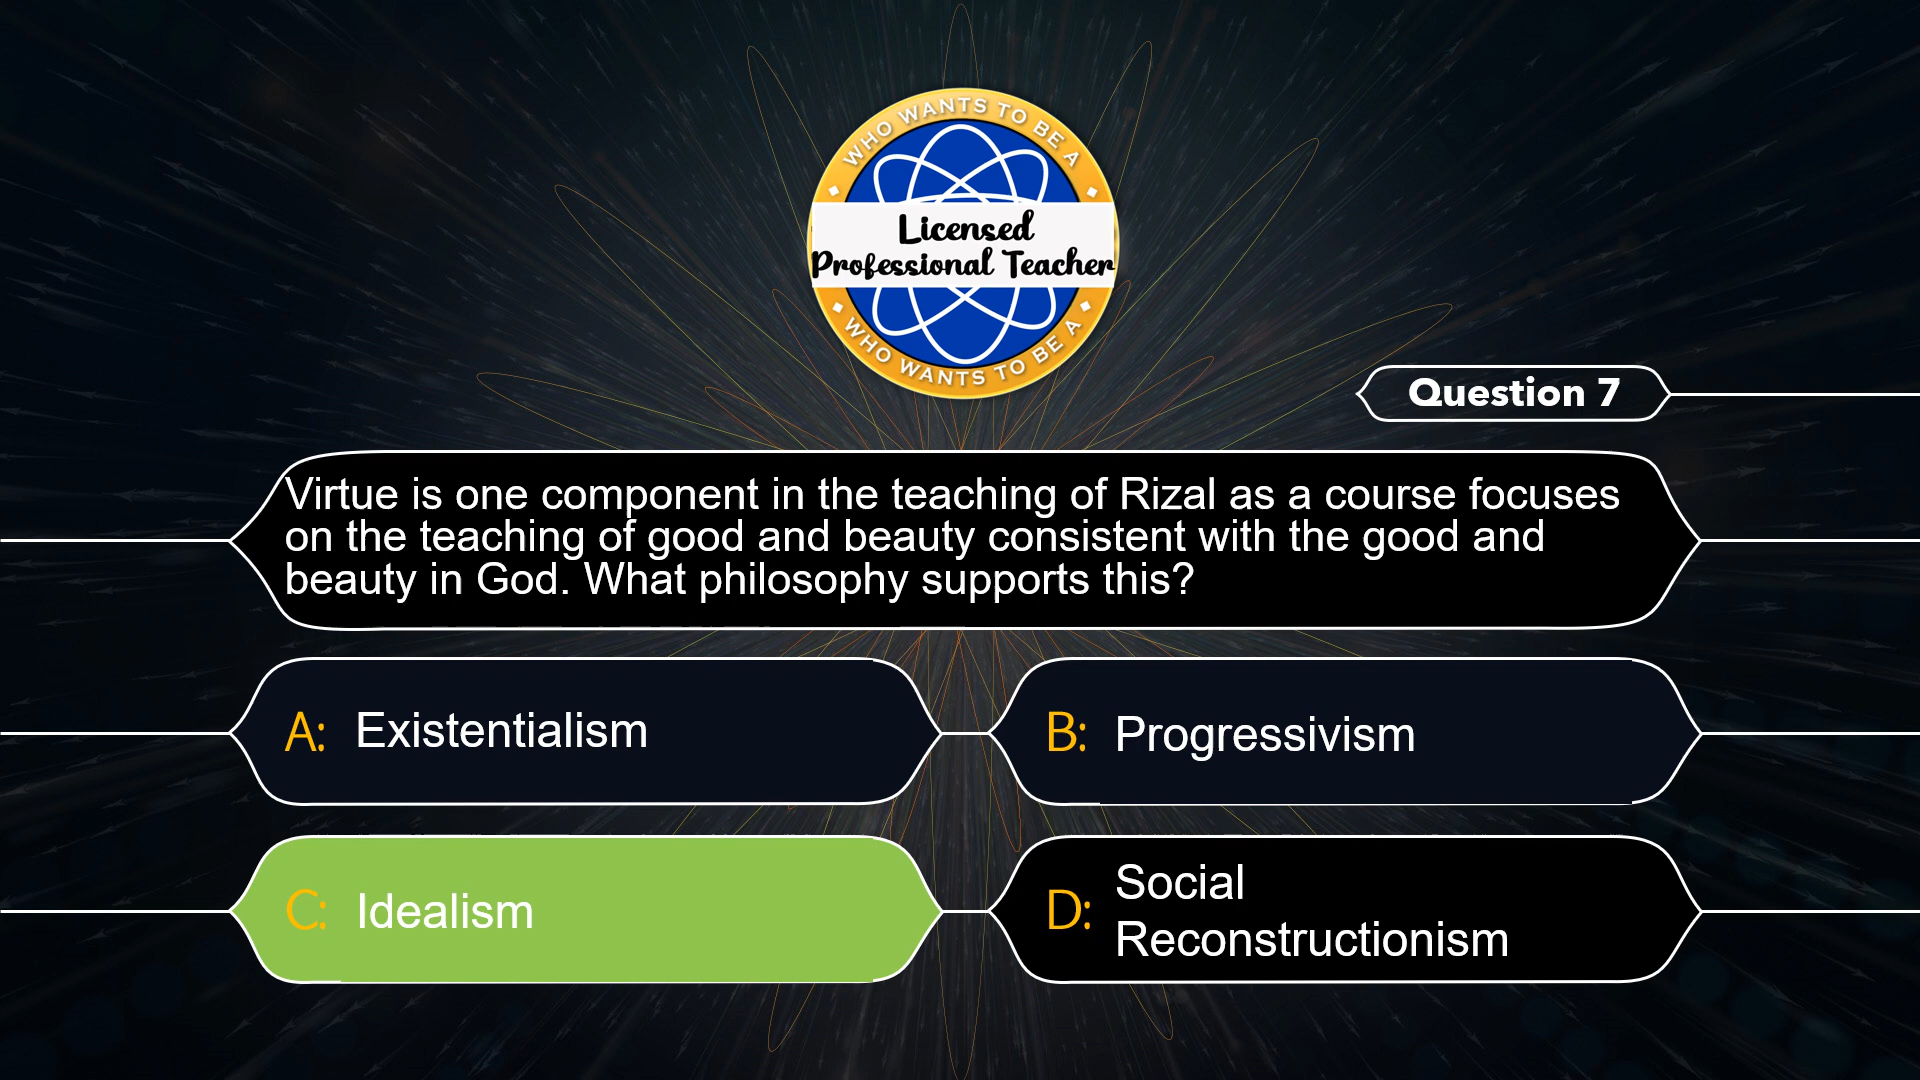 WHO WANTS TO BE A
Licensed
Professional Teacher
WHO WANTS TO BE A
Question 7
Virtue is one component in the teaching of Rizal as a course focuses
on the teaching of good and beauty consistent with the good and
beauty in God. What philosophy supports this?
A: Existentialism
B: Progressivism
C: Idealism
D: Social
Reconstructionism